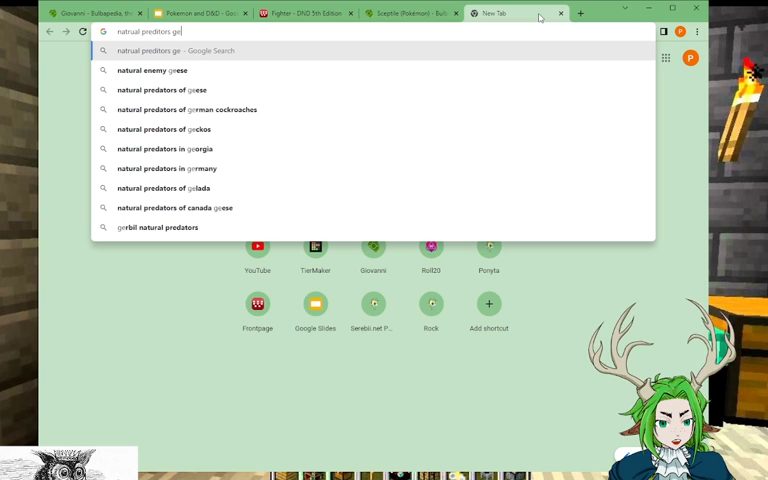 Giovanni - Bulbapedia, the
Pokemon and D&D - Goo
Fighter - DND 5th Edition
Sceptile (Pokémon) - Bulb
New Tab
natrual preditors ge
P
natrual preditors ge - Google Search
natural enemy geese
natural predators of geese
natural predators of german cockroaches
natural predators of geckos
natural predators in georgia
natural predators in germany
natural predators of gelada
natural predators of canada geese
gerbil natural predators
P
YouTube
TierMaker
Giovanni
Roll20
Ponyta
Frontpage
Google Slides
Serebii.net P...
Rock
Add shortcut